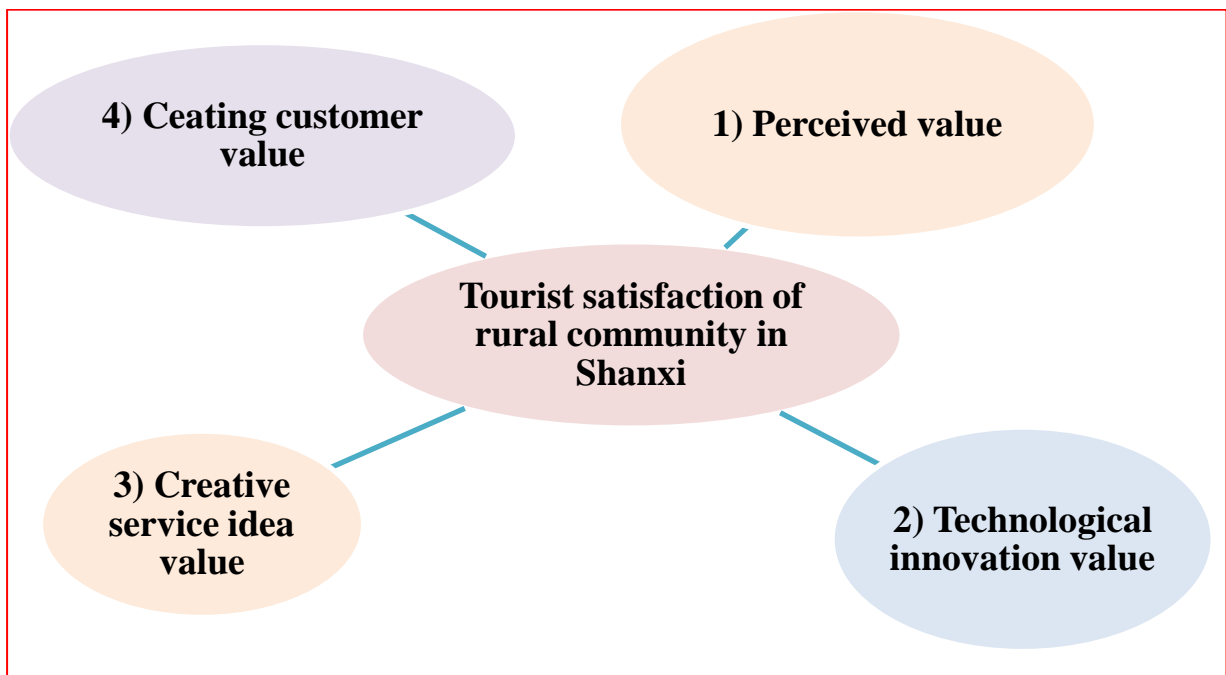 4) Ceating customer
value
1) Perceived value
Tourist satisfaction of
rural community in
Shanxi
3) Creative
service idea
value
2) Technological
innovation value